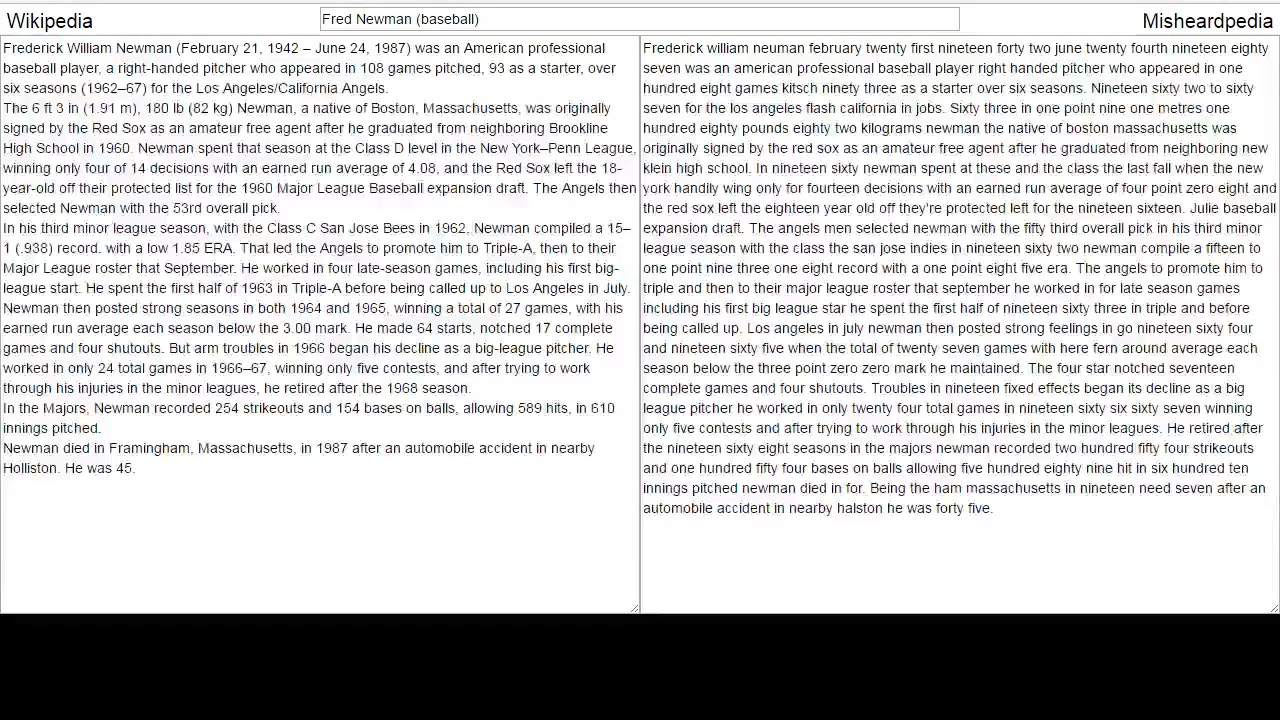 Wikipedia
Fred Newman (baseball)
Misheardpedia
Frederick William Newman (February 21, 1942 – June 24, 1987) was an American professional
baseball player, a right-handed pitcher who appeared in 108 games pitched, 93 as a starter, over
six seasons (1962–67) for the Los Angeles/California Angels.
The 6 ft 3 in (1.91 m), 180 lb (82 kg) Newman, a native of Boston, Massachusetts, was originally
signed by the Red Sox as an amateur free agent after he graduated from neighboring Brookline
High School in 1960. Newman spent that season at the Class D level in the New York–Penn League,
winning only four of 14 decisions with an earned run average of 4.08, and the Red Sox left the 18-
year-old off their protected list for the 1960 Major League Baseball expansion draft. The Angels then
selected Newman with the 53rd overall pick.
In his third minor league season, with the Class C San Jose Bees in 1962, Newman compiled a 15–
1 (.938) record, with a low 1.85 ERA. That led the Angels to promote him to Triple-A, then to their
Major League roster that September. He worked in four late-season games, including his first big-
league start. He spent the first half of 1963 in Triple-A before being called up to Los Angeles in July.
Newman then posted strong seasons in both 1964 and 1965, winning a total of 27 games, with his
earned run average each season below the 3.00 mark. He made 64 starts, notched 17 complete
games and four shutouts. But arm troubles in 1966 began his decline as a big-league pitcher. He
worked in only 24 total games in 1966–67, winning only five contests, and after trying to work
through his injuries in the minor leagues, he retired after the 1968 season.
In the Majors, Newman recorded 254 strikeouts and 154 bases on balls, allowing 589 hits, in 610
innings pitched.
Newman died in Framingham, Massachusetts, in 1987 after an automobile accident in nearby
Holliston. He was 45.
Frederick william neuman february twenty first nineteen forty two june twenty fourth nineteen eighty
seven was an american professional baseball player right handed pitcher who appeared in one
hundred eight games kitsch ninety three as a starter over six seasons. Nineteen sixty two to sixty
seven for the los angeles flash california in jobs. Sixty three in one point nine one metres one
hundred eighty pounds eighty two kilograms newman the native of boston massachusetts was
originally signed by the red sox as an amateur free agent after he graduated from neighboring new
klein high school. In nineteen sixty newman spent at these and the class the last fall when the new
york handily wing only for fourteen decisions with an earned run average of four point zero eight and
the red sox left the eighteen year old off they're protected left for the nineteen sixteen. Julie baseball
expansion draft. The angels men selected newman with the fifty third overall pick in his third minor
league season with the class the san jose indies in nineteen sixty two newman compile a fifteen to
one point nine three one eight record with a one point eight five era. The angels to promote him to
triple and then to their major league roster that september he worked in for late season games
including his first big league star he spent the first half of nineteen sixty three in triple and before
being called up. Los angeles in july newman then posted strong feelings in go nineteen sixty four
and nineteen sixty five when the total of twenty seven games with here fern around average each
season below the three point zero zero mark he maintained. The four star notched seventeen
complete games and four shutouts. Troubles in nineteen fixed effects began its decline as a big
league pitcher he worked in only twenty four total games in nineteen sixty six sixty seven winning
only five contests and after trying to work through his injuries in the minor leagues. He retired after
the nineteen sixty eight seasons in the majors newman recorded two hundred fifty four strikeouts
and one hundred fifty four bases on balls allowing five hundred eighty nine hit in six hundred ten
innings pitched newman died in for. Being the ham massachusetts in nineteen need seven after an
automobile accident in nearby halston he was forty five.